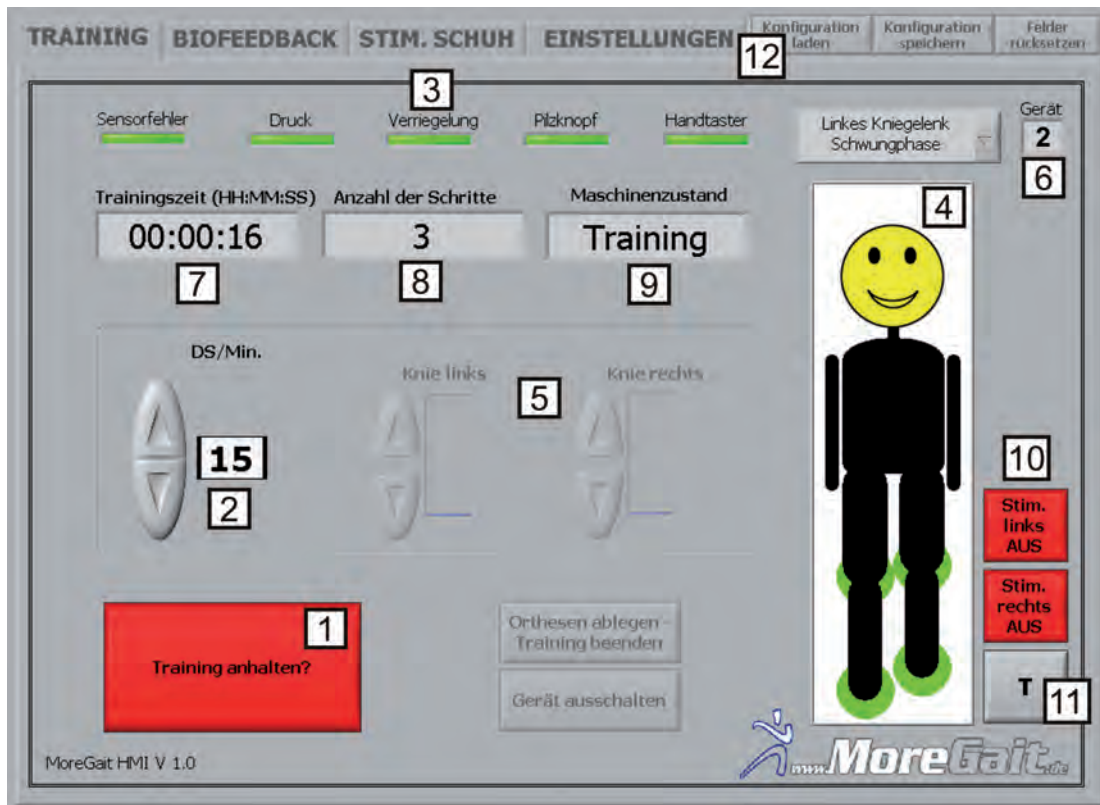 TRAINING
BIOFEEDBACK
STIM. SCHUH
EINSTELLUNGEN
Konfiguration
laden
Konfiguration
speichern
Felder
rücksetzen
12
3
Sensorfehler
Druck
Verriegelung
Pilzknopf
Handtaster
Linkes Kniegelenk
Schwungphase
Gerät
2
6
Trainingszeit (HH:MM:SS)
Anzahl der Schritte
Maschinenzustand
4
00:00:16
3
Training
7
8
9
DS/Min.
Knie links
5
Knie rechts
15
2
10
Stim.
links
AUS
Stim.
rechts
AUS
1
Training anhalten?
Orthesen ablegen -
Training beenden
Gerät ausschalten
T
11
MoreGait HMI V 1.0
www.MoreGait.de